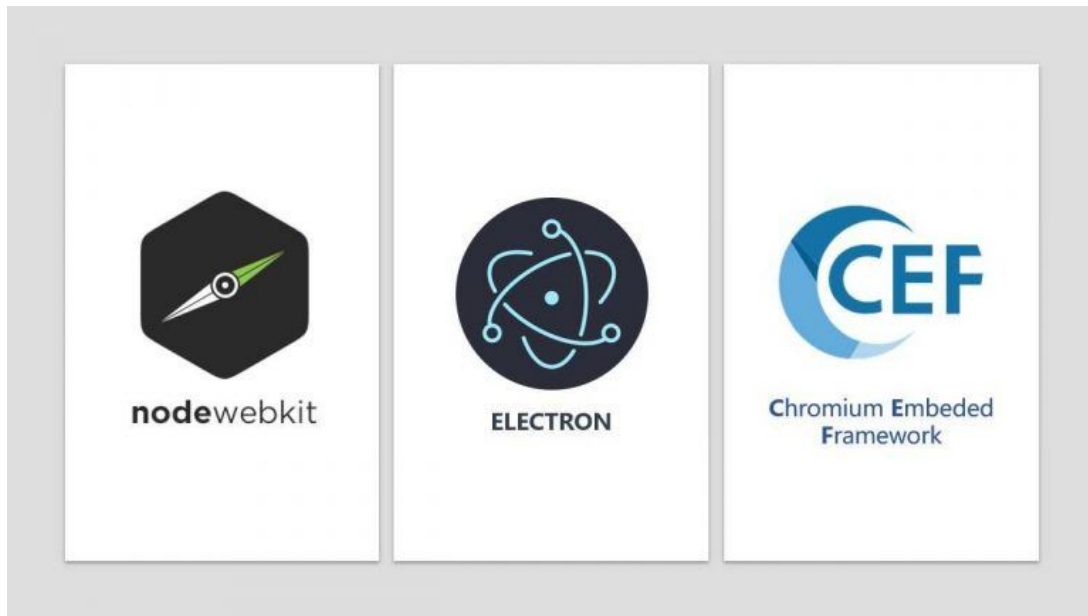 nodewebkit
ELECTRON
CEF
Chromium Embeded
Framework